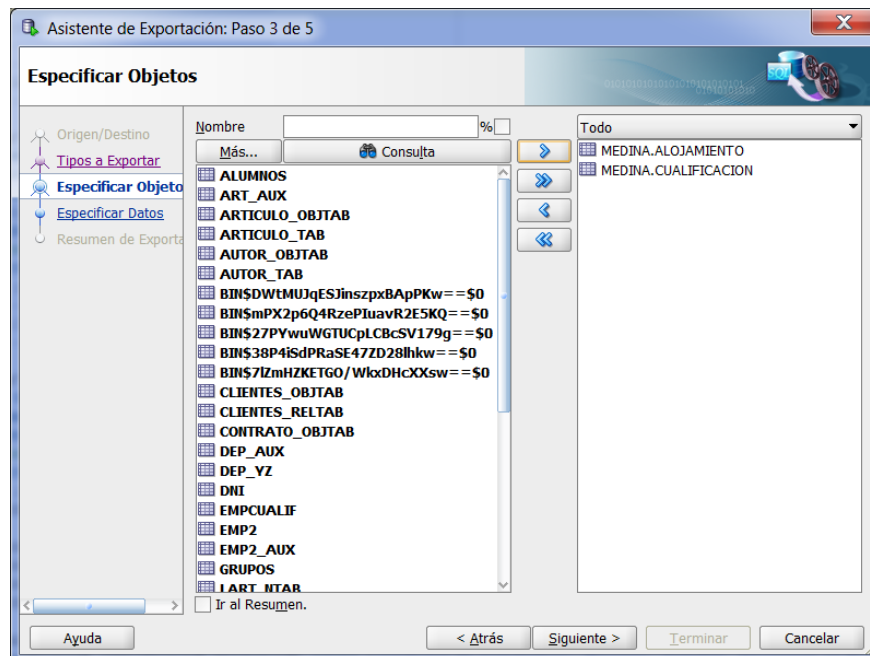 Asistente de Exportación: Paso 3 de 5
Especificar Objetos
SQL
Origen/Destino
Tipos a Exportar
Especificar Objeto
Especificar Datos
Resumen de Exporta
Nombre %
Más... Consulta
ALUMNOS
ART_AUX
ARTICULO_OBJTAB
ARTICULO_TAB
AUTOR_OBJTAB
AUTOR_TAB
BIN$DWtMUJqESJinszpxBApPKw==$0
BIN$mPX2p6Q4RzePIuavR2E5KQ==$0
BIN$27PYwuWGTUCpLCBcSV179g==$0
BIN$38P4iSdPRaSE47ZD28lhkw==$0
BIN$7lZmHZKETGO/WkxDHcXXsw==$0
CLIENTES_OBJTAB
CLIENTES_RELTAB
CONTRATO_OBJTAB
DEP_AUX
DEP_YZ
DNI
EMPCUALIF
EMP2
EMP2_AUX
GRUPOS
LART_NTAB
Todo
MEDINA.ALOJAMIENTO
MEDINA.CUALIFICACION
Ir al Resumen.
Ayuda < Atrás Siguiente > Terminar Cancelar